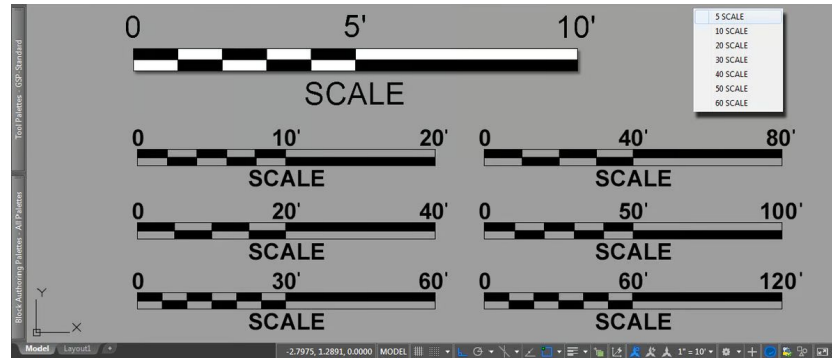 0 5' 10'
SCALE
5 SCALE
10 SCALE
20 SCALE
30 SCALE
40 SCALE
50 SCALE
60 SCALE
Tool Palettes - GSP-Standard
0 10' 20'
SCALE
0 40' 80'
SCALE
0 20' 40'
SCALE
0 50' 100'
SCALE
0 30' 60'
SCALE
0 60' 120'
SCALE
Block Authoring Palettes - All Palettes
Y
X
Model Layout1 +
-2.7975, 1.2891, 0.0000 MODEL 1" = 10'